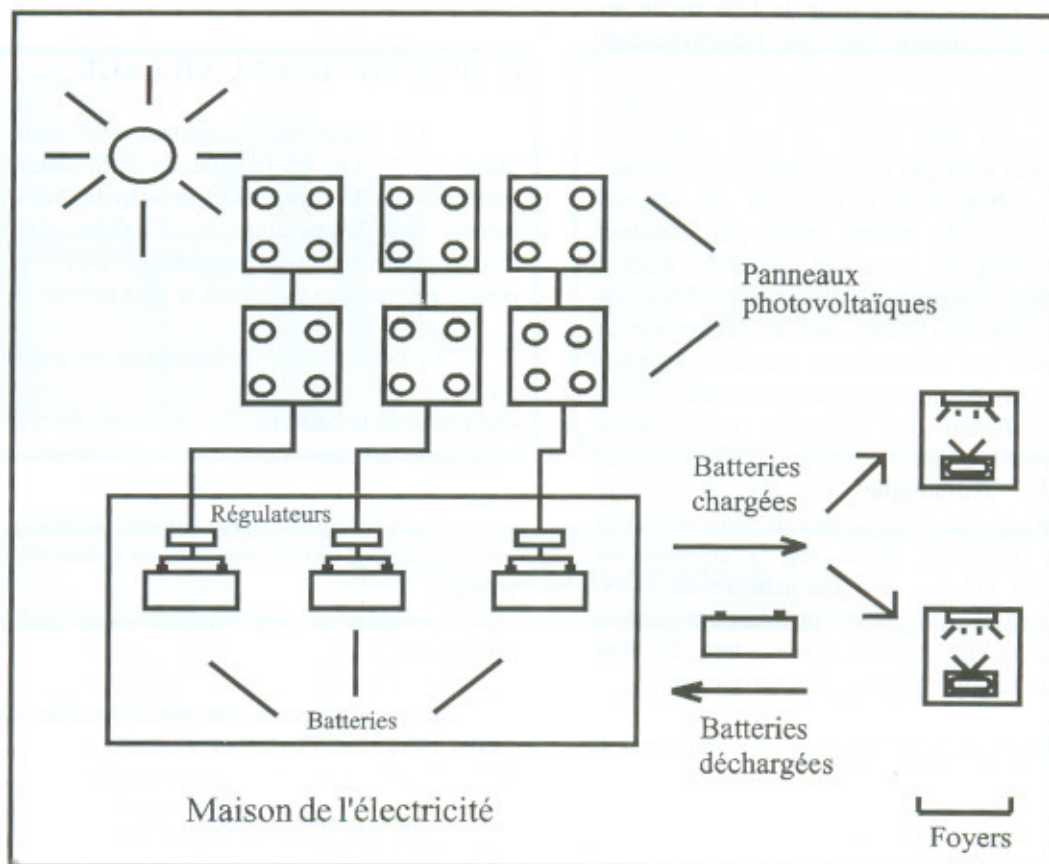 Panneaux
photovoltaïques
Régulateurs
Batteries
chargées
Batteries
Batteries
déchargées
Maison de l'électricité
Foyers